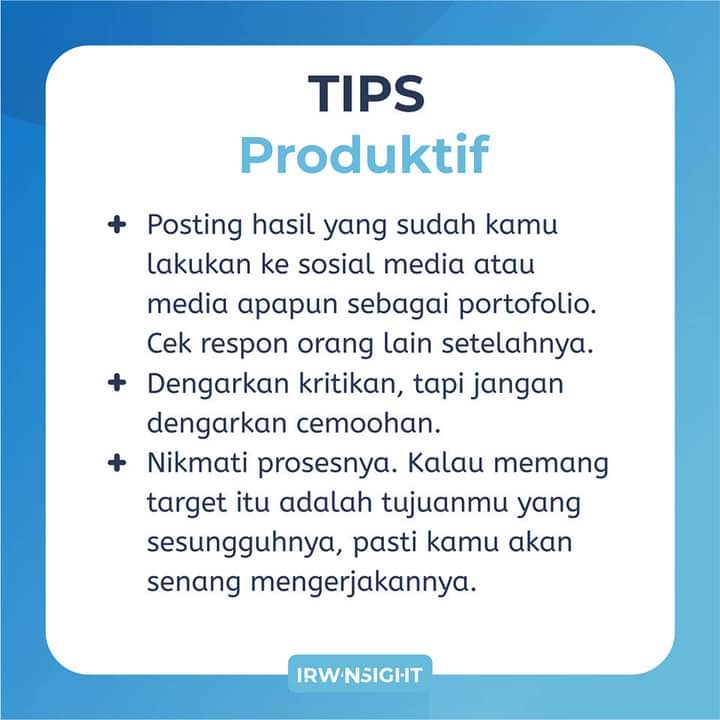 TIPS
Produktif
+ Posting hasil yang sudah kamu
lakukan ke sosial media atau
media apapun sebagai portofolio.
Cek respon orang lain setelahnya.
+ Dengarkan kritikan, tapi jangan
dengarkan cemoohan.
+ Nikmati prosesnya. Kalau memang
target itu adalah tujuanmu yang
sesungguhnya, pasti kamu akan
senang mengerjakannya.
IRWINSIGHT